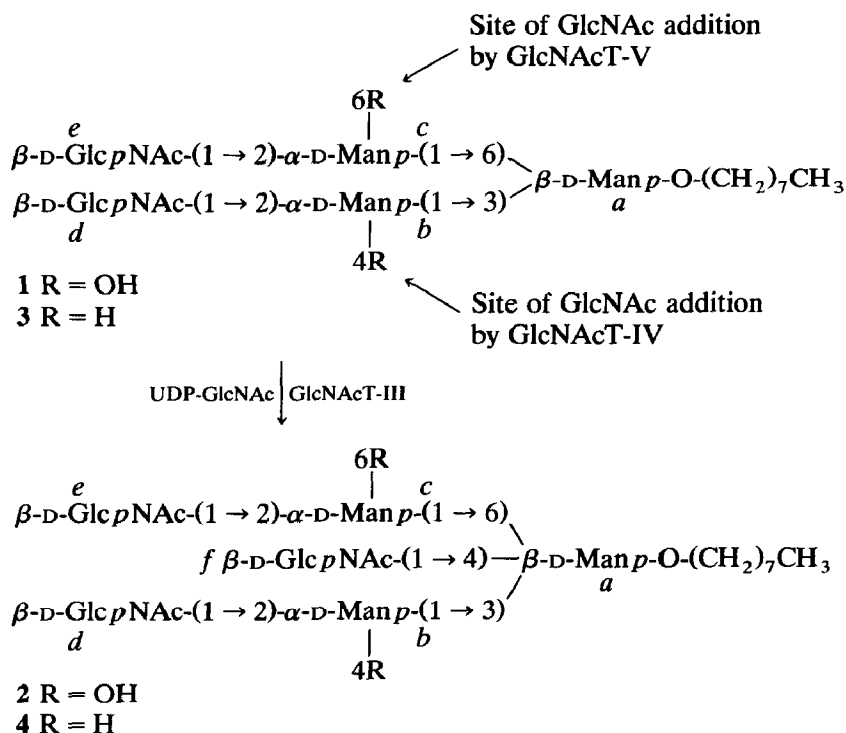 Site of GlcNAc addition
by GlcNAcT-V
6R
e c
β-D-GlcpNAc-(1 → 2)-α-D-Manp-(1 → 6)
β-D-Manp-O-(CH₂)₇CH₃
a
β-D-GlcpNAc-(1 → 2)-α-D-Manp-(1 → 3)
d b
4R
1 R = OH
3 R = H
Site of GlcNAc addition
by GlcNAcT-IV
UDP-GlcNAc GlcNAcT-III
6R
e c
β-D-GlcpNAc-(1 → 2)-α-D-Manp-(1 → 6)
f β-D-GlcpNAc-(1 → 4)—β-D-Manp-O-(CH₂)₇CH₃
a
β-D-GlcpNAc-(1 → 2)-α-D-Manp-(1 → 3)
d b
4R
2 R = OH
4 R = H